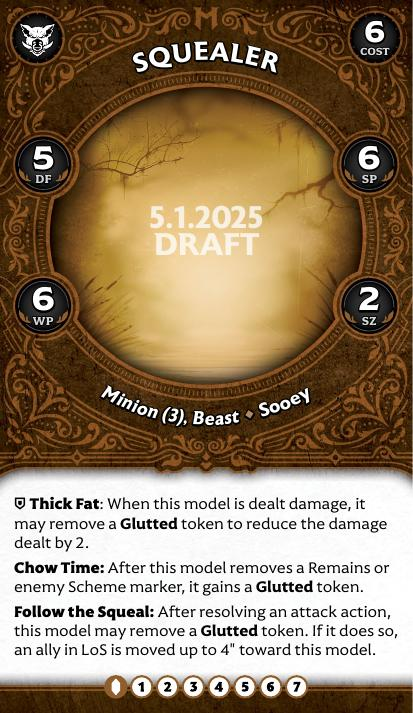 6
COST
SQUEALER
5
DF
6
SP
5.1.2025
DRAFT
6
WP
2
SZ
Minion (3), Beast ♦ Sooey
Thick Fat: When this model is dealt damage, it
may remove a Glutted token to reduce the damage
dealt by 2.
Chow Time: After this model removes a Remains or
enemy Scheme marker, it gains a Glutted token.
Follow the Squeal: After resolving an attack action,
this model may remove a Glutted token. If it does so,
an ally in LoS is moved up to 4" toward this model.
1 2 3 4 5 6 7